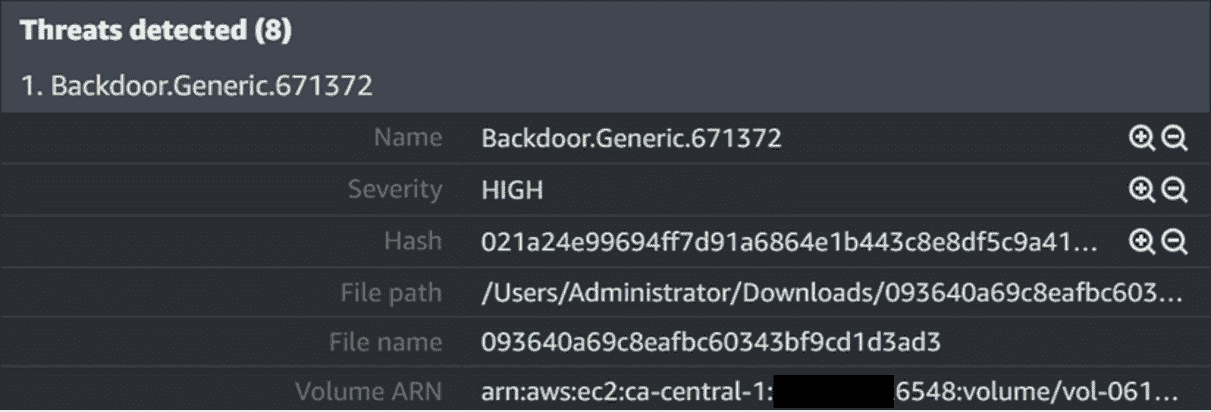 Threats detected (8)
1. Backdoor.Generic.671372
Name Backdoor.Generic.671372
Severity HIGH
Hash 021a24e99694ff7d91a6864e1b443c8e8df5c9a41...
File path /Users/Administrator/Downloads/093640a69c8eafbc603...
File name 093640a69c8eafbc60343bf9cd1d3ad3
Volume ARN arn:aws:ec2:ca-central-1: 6548:volume/vol-061...